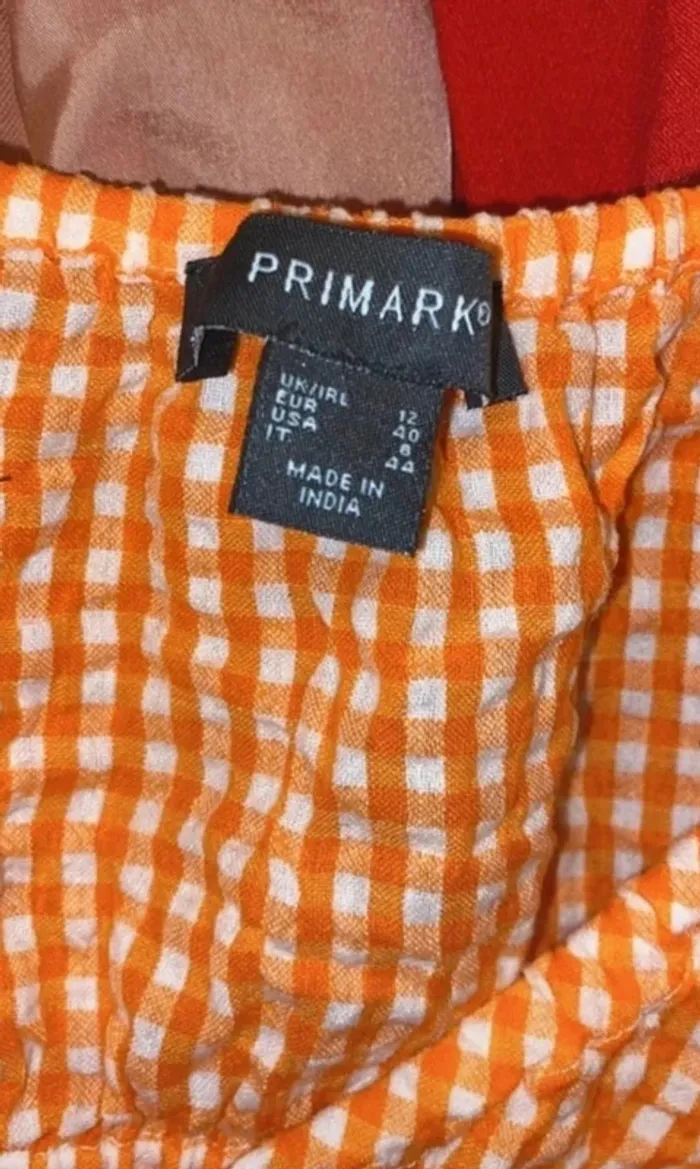 PRIMARK®
UK/IRL 12
EUR 40
USA 8
IT 44
MADE IN
INDIA